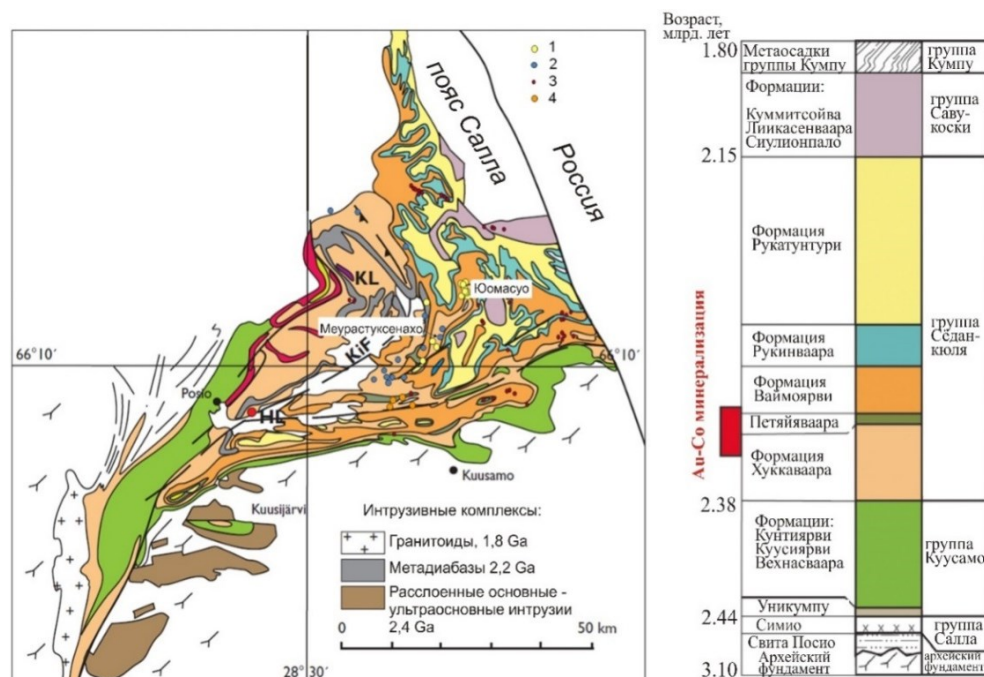 1
2
3
4
пояс Салла
Россия
KL
Юомасуо
Меурастуксенахо
KiF
66°10´
66°10´
Posio
HL
Kuusamo
Kuusijärvi
Интрузивные комплексы:
Гранитоиды, 1,8 Ga
Метадиабазы 2,2 Ga
Расслоенные основные -
ультраосновные интрузии
2,4 Ga
0
50 km
28°30´
Возраст,
млрд. лет
1.80
2.15
2.38
2.44
3.10
Au-Co минерализация
Метаосадки
группы Кумпу
Формации:
Куммитсойва
Лиикасенваара
Сиулионпало
Формация
Рукатунтури
Формация
Рукинваара
Формация
Ваймоярви
Петяйяваара
Формация
Хуккаваара
Формации:
Кунтиярви
Куусиярви
Вехнасваара
Уникумпу
Симио
Свита Посио
Архейский
фундамент
группа
Кумпу
группа
Саву-
коски
группа
Сёдан-
кюля
группа
Куусамо
группа
Салла
архейский
фундамент